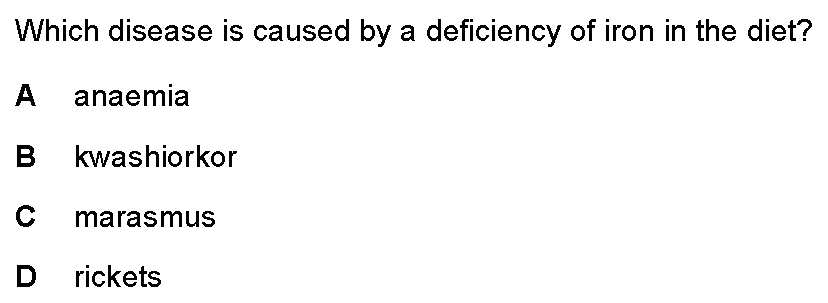 Which disease is caused by a deficiency of iron in the diet?
A anaemia
B kwashiorkor
C marasmus
D rickets